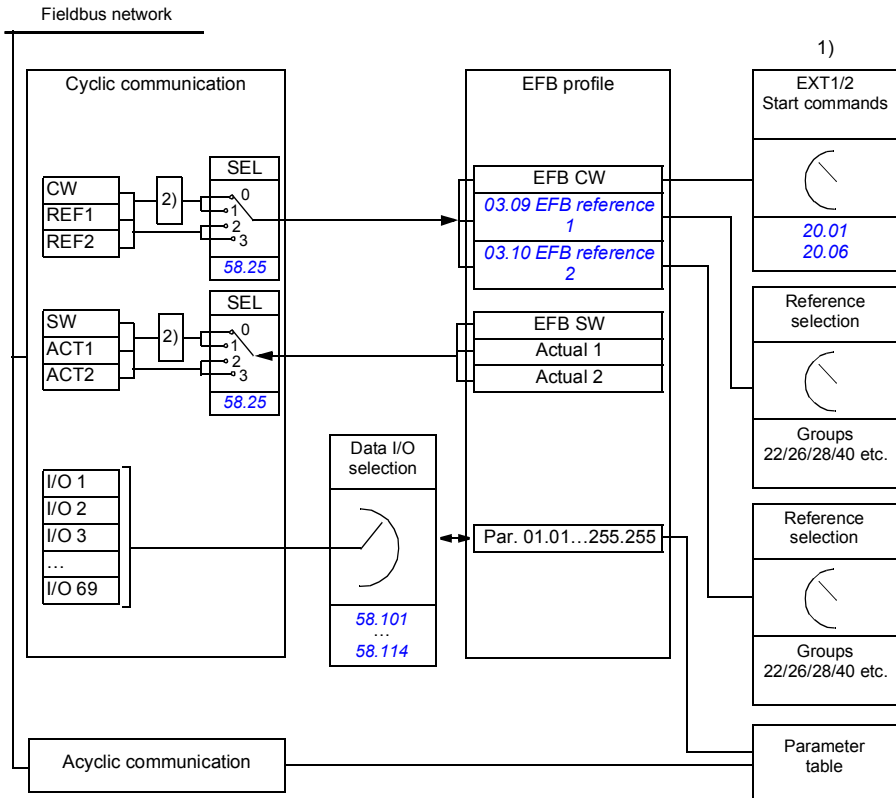 Fieldbus network
Cyclic communication
SEL
CW
REF1
REF2
2)
0
1
2
3
58.25
SEL
SW
ACT1
ACT2
2)
0
1
2
3
58.25
I/O 1
I/O 2
I/O 3
…
I/O 69
Data I/O
selection
58.101
…
58.114
EFB profile
EFB CW
03.09 EFB reference
1
03.10 EFB reference
2
EFB SW
Actual 1
Actual 2
Par. 01.01…255.255
1)
EXT1/2
Start commands
20.01
20.06
Reference
selection
Groups
22/26/28/40 etc.
Reference
selection
Groups
22/26/28/40 etc.
Acyclic communication
Parameter
table